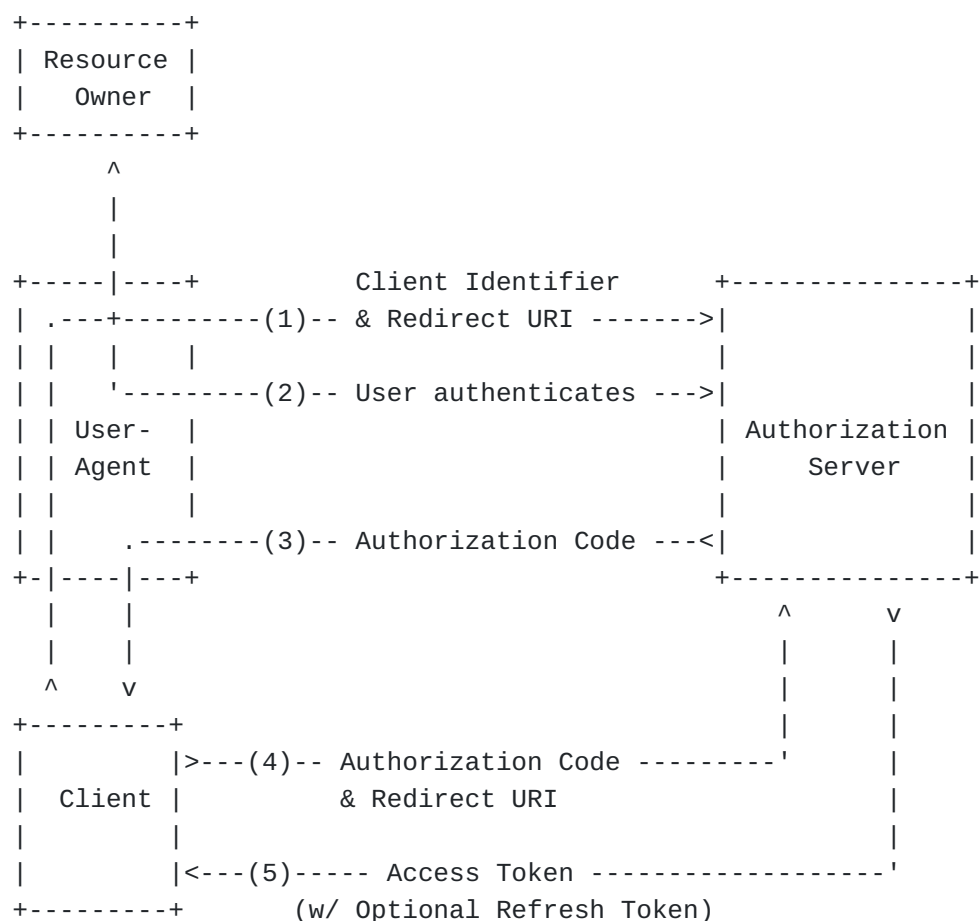 +----------+
| Resource |
|   Owner  |
+----------+
      ^
      |
      |
+-----|----+          Client Identifier      +---------------+
| .---+---------(1)-- & Redirect URI ------->|               |
| |   |    |                                 |               |
| |   '---------(2)-- User authenticates --->|               |
| | User-  |                                 | Authorization |
| | Agent  |                                 |     Server    |
| |        |                                 |               |
| |    .--------(3)-- Authorization Code ---<|               |
+-|----|---+                                 +---------------+
  |    |                                         ^      v
  |    |                                         |      |
  ^    v                                         |      |
+---------+                                      |      |
|         |>---(4)-- Authorization Code ---------'      |
|  Client |          & Redirect URI                     |
|         |                                             |
|         |<---(5)----- Access Token -------------------'
+---------+       (w/ Optional Refresh Token)